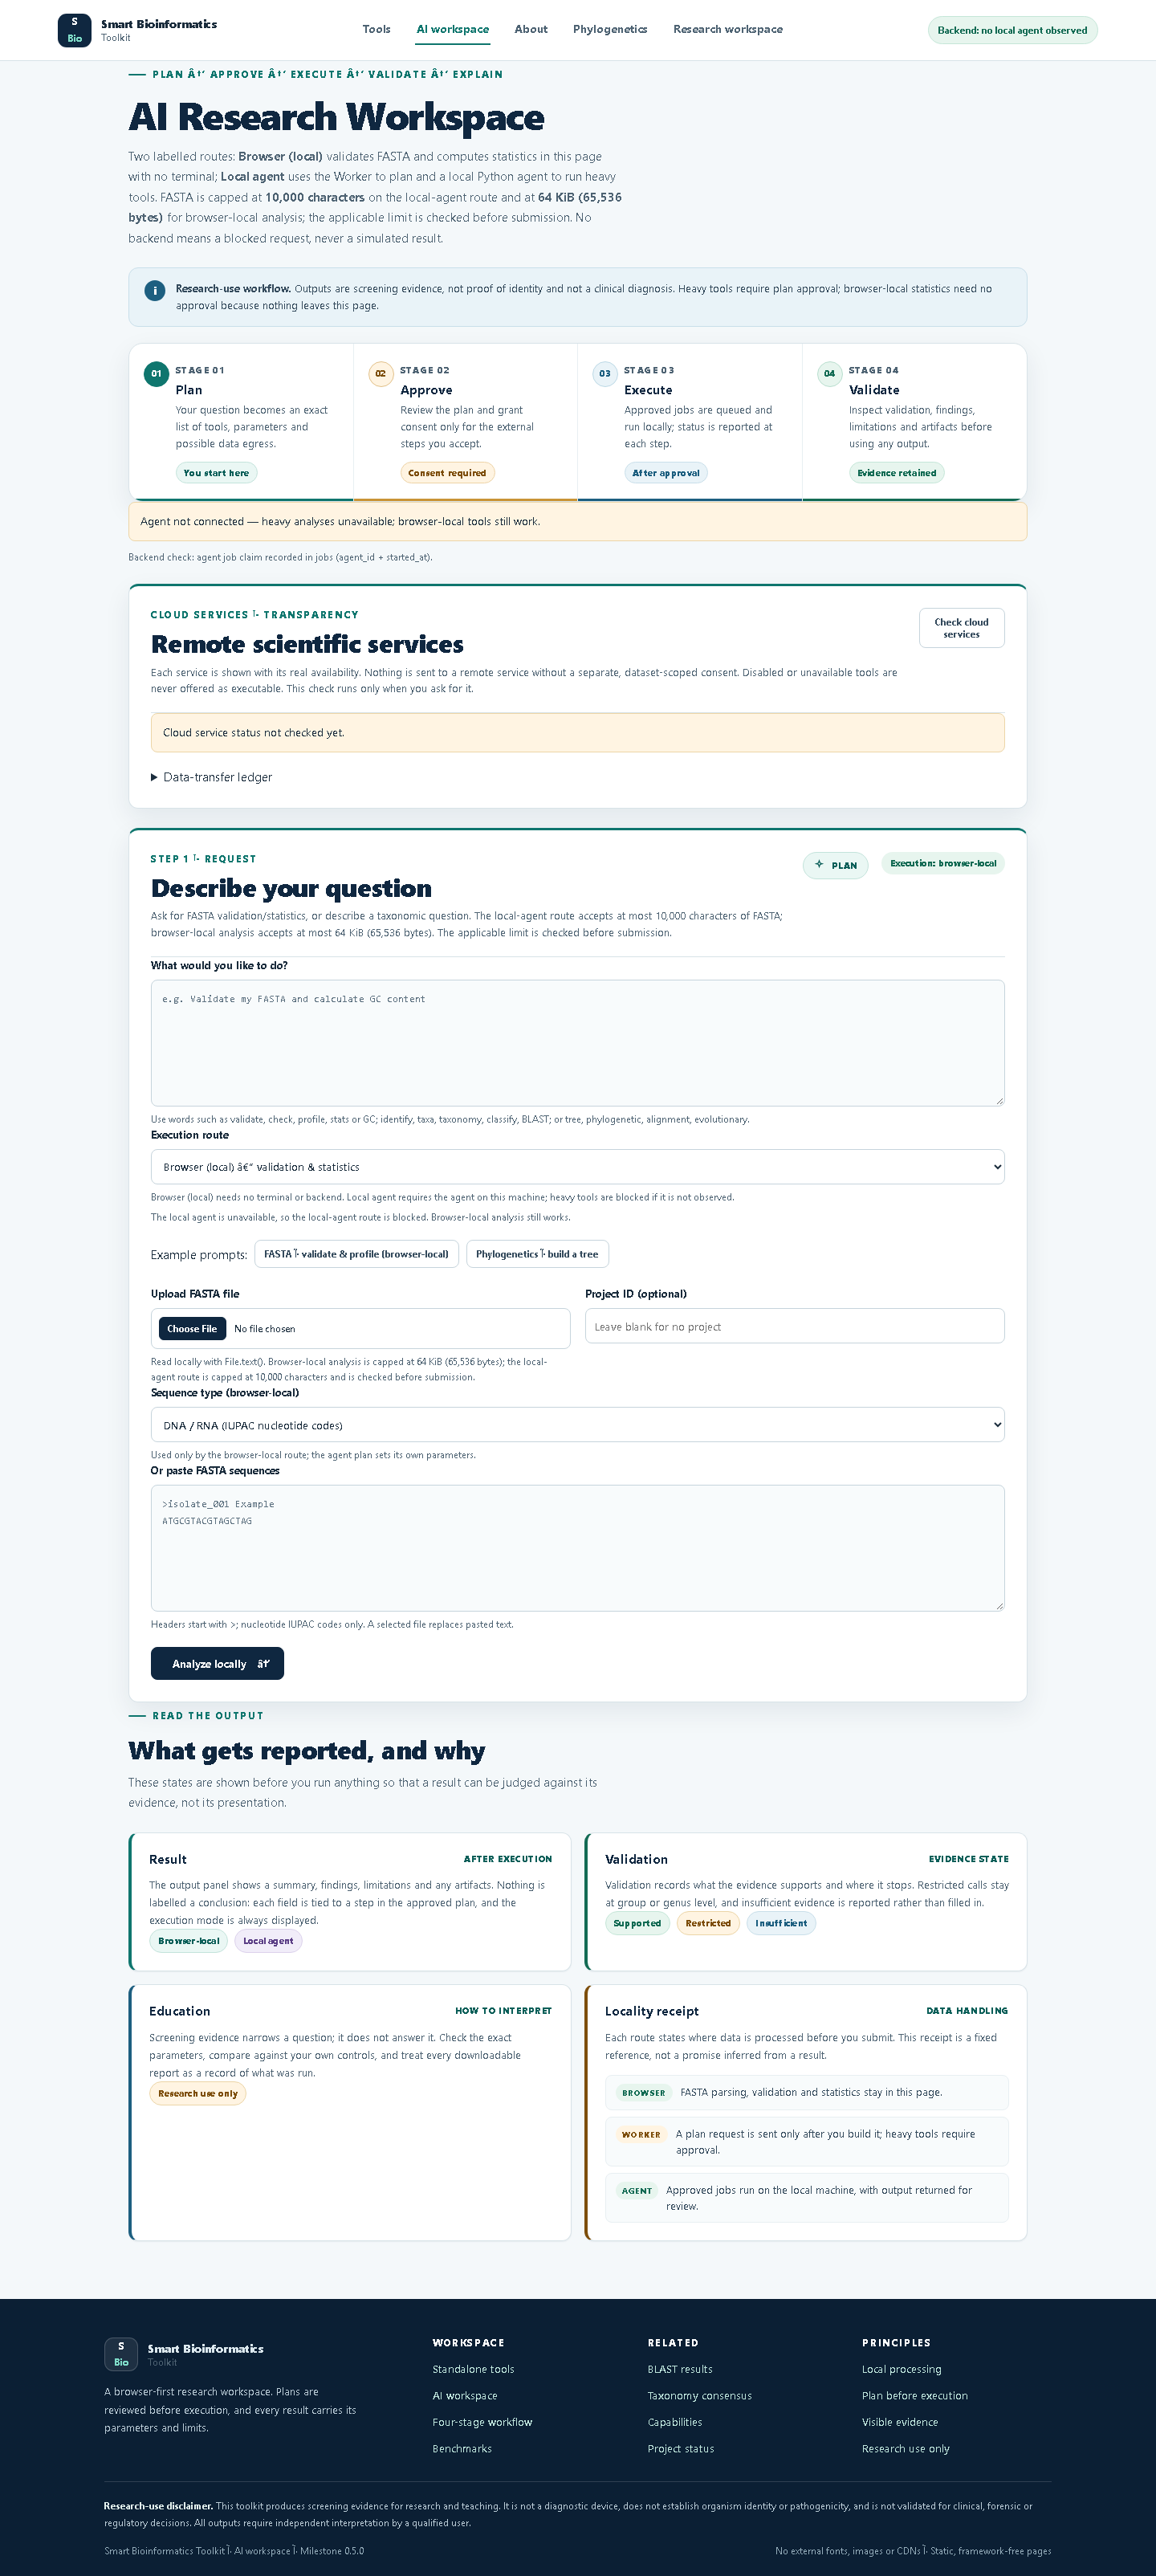 S
Bio
Smart Bioinformatics
Toolkit
Tools
AI workspace
About
Phylogenetics
Research workspace
Backend: no local agent observed
PLAN Â†’ APPROVE Â†’ EXECUTE Â†’ VALIDATE Â†’ EXPLAIN
AI Research Workspace
Two labelled routes: Browser (local) validates FASTA and computes statistics in this page
with no terminal; Local agent uses the Worker to plan and a local Python agent to run heavy
tools. FASTA is capped at 10,000 characters on the local-agent route and at 64 KiB (65,536
bytes) for browser-local analysis; the applicable limit is checked before submission. No
backend means a blocked request, never a simulated result.
i
Research-use workflow. Outputs are screening evidence, not proof of identity and not a clinical diagnosis. Heavy tools require plan approval; browser-local statistics need no
approval because nothing leaves this page.
01
STAGE 01
Plan
Your question becomes an exact
list of tools, parameters and
possible data egress.
You start here
02
STAGE 02
Approve
Review the plan and grant
consent only for the external
steps you accept.
Consent required
03
STAGE 03
Execute
Approved jobs are queued and
run locally; status is reported at
each step.
After approval
04
STAGE 04
Validate
Inspect validation, findings,
limitations and artifacts before
using any output.
Evidence retained
Agent not connected — heavy analyses unavailable; browser-local tools still work.
Backend check: agent job claim recorded in jobs (agent_id + started_at).
CLOUD SERVICES TRANSPARENCY
Remote scientific services
Each service is shown with its real availability. Nothing is sent to a remote service without a separate, dataset-scoped consent. Disabled or unavailable tools are
never offered as executable. This check runs only when you ask for it.
Check cloud
services
Cloud service status not checked yet.
▶ Data-transfer ledger
STEP 1 REQUEST
Describe your question
Ask for FASTA validation/statistics, or describe a taxonomic question. The local-agent route accepts at most 10,000 characters of FASTA;
browser-local analysis accepts at most 64 KiB (65,536 bytes). The applicable limit is checked before submission.
PLAN
Execution: browser-local
What would you like to do?
e.g. Validate my FASTA and calculate GC content
Use words such as validate, check, profile, stats or GC; identify, taxa, taxonomy, classify, BLAST; or tree, phylogenetic, alignment, evolutionary.
Execution route
Browser (local) â€“ validation & statistics
Browser (local) needs no terminal or backend. Local agent requires the agent on this machine; heavy tools are blocked if it is not observed.
The local agent is unavailable, so the local-agent route is blocked. Browser-local analysis still works.
Example prompts:
FASTA validate & profile (browser-local)
Phylogenetics build a tree
Upload FASTA file
Choose File
No file chosen
Read locally with File.text(). Browser-local analysis is capped at 64 KiB (65,536 bytes); the local-
agent route is capped at 10,000 characters and is checked before submission.
Project ID (optional)
Leave blank for no project
Sequence type (browser-local)
DNA / RNA (IUPAC nucleotide codes)
Used only by the browser-local route; the agent plan sets its own parameters.
Or paste FASTA sequences
>isolate_001 Example
ATGCGTACGTAGCTAG
Headers start with >; nucleotide IUPAC codes only. A selected file replaces pasted text.
Analyze locally â†’
READ THE OUTPUT
What gets reported, and why
These states are shown before you run anything so that a result can be judged against its
evidence, not its presentation.
Result
AFTER EXECUTION
The output panel shows a summary, findings, limitations and any artifacts. Nothing is
labelled a conclusion: each field is tied to a step in the approved plan, and the
execution mode is always displayed.
Browser-local
Local agent
Validation
EVIDENCE STATE
Validation records what the evidence supports and where it stops. Restricted calls stay
at group or genus level, and insufficient evidence is reported rather than filled in.
Supported
Restricted
Insufficient
Education
HOW TO INTERPRET
Screening evidence narrows a question; it does not answer it. Check the exact
parameters, compare against your own controls, and treat every downloadable
report as a record of what was run.
Research use only
Locality receipt
DATA HANDLING
Each route states where data is processed before you submit. This receipt is a fixed
reference, not a promise inferred from a result.
BROWSER
FASTA parsing, validation and statistics stay in this page.
WORKER
A plan request is sent only after you build it; heavy tools require
approval.
AGENT
Approved jobs run on the local machine, with output returned for
review.
S
Bio
Smart Bioinformatics
Toolkit
A browser-first research workspace. Plans are
reviewed before execution, and every result carries its
parameters and limits.
WORKSPACE
Standalone tools
AI workspace
Four-stage workflow
Benchmarks
RELATED
BLAST results
Taxonomy consensus
Capabilities
Project status
PRINCIPLES
Local processing
Plan before execution
Visible evidence
Research use only
Research-use disclaimer. This toolkit produces screening evidence for research and teaching. It is not a diagnostic device, does not establish organism identity or pathogenicity, and is not validated for clinical, forensic or
regulatory decisions. All outputs require independent interpretation by a qualified user.
Smart Bioinformatics Toolkit AI workspace Milestone 0.5.0
No external fonts, images or CDNs Static, framework-free pages